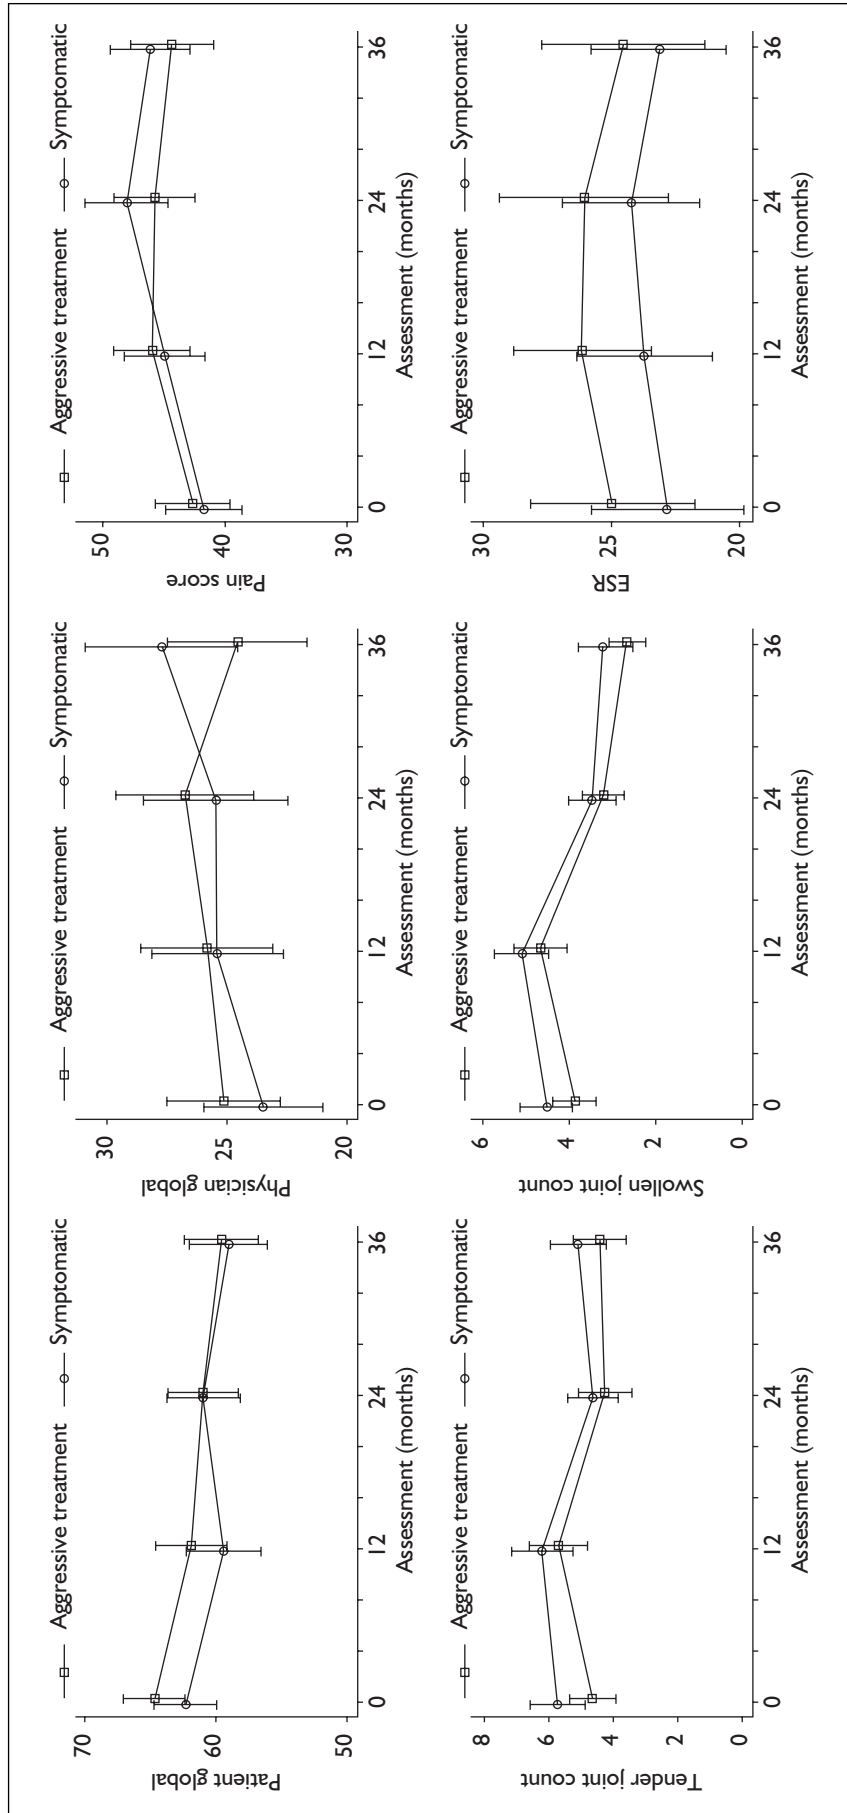 Aggressive treatment Symptomatic
70
60
50
Patient global
0 12 24 36
Assessment (months)
Aggressive treatment Symptomatic
30
25
20
Physician global
0 12 24 36
Assessment (months)
Aggressive treatment Symptomatic
50
40
30
Pain score
0 12 24 36
Assessment (months)
Aggressive treatment Symptomatic
8
6
4
2
0
Tender joint count
0 12 24 36
Assessment (months)
Aggressive treatment Symptomatic
6
4
2
0
Swollen joint count
0 12 24 36
Assessment (months)
Aggressive treatment Symptomatic
30
25
20
ESR
0 12 24 36
Assessment (months)